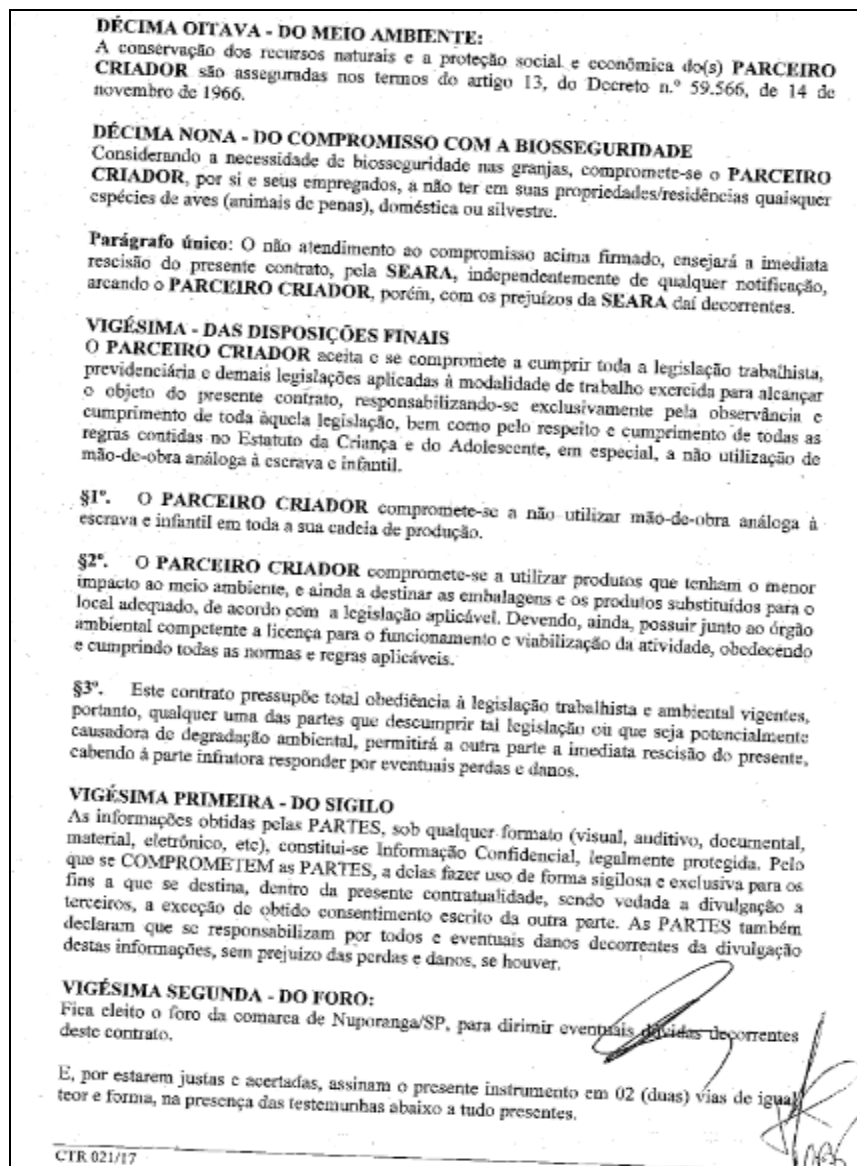 DÉCIMA OITAVA - DO MEIO AMBIENTE:
A conservação dos recursos naturais e a proteção social e econômica do(s) PARCEIRO
CRIADOR são asseguradas nos termos do artigo 13, do Decreto n.º 59.566, de 14 de
novembro de 1966.
DÉCIMA NONA - DO COMPROMISSO COM A BIOSSEGURIDADE
Considerando a necessidade de biosseguridade nas granjas, compromete-se o PARCEIRO
CRIADOR, por si e seus empregados, a não ter em suas propriedades/residências quaisquer
espécies de aves (animais de penas), doméstica ou silvestre.
Parágrafo único: O não atendimento ao compromisso acima firmado, ensejará a imediata
rescisão do presente contrato, pela SEARA, independentemente de qualquer notificação,
arcando o PARCEIRO CRIADOR, porém, com os prejuízos da SEARA daí decorrentes.
VIGÉSIMA - DAS DISPOSIÇÕES FINAIS
O PARCEIRO CRIADOR aceita e se compromete a cumprir toda a legislação trabalhista,
previdenciária e demais legislações aplicadas à modalidade de trabalho exercida para alcançar
o objeto do presente contrato, responsabilizando-se exclusivamente pela observância e
cumprimento de toda àquela legislação, bem como pelo respeito e cumprimento de todas as
regras contidas no Estatuto da Criança e do Adolescente, em especial, a não utilização de
mão-de-obra análoga à escrava e infantil.
§1º. O PARCEIRO CRIADOR compromete-se a não utilizar mão-de-obra análoga à
escrava e infantil em toda a sua cadeia de produção.
§2º. O PARCEIRO CRIADOR compromete-se a utilizar produtos que tenham o menor
impacto ao meio ambiente, e ainda a destinar as embalagens e os produtos substituídos para o
local adequado, de acordo com a legislação aplicável. Devendo, ainda, possuir junto ao órgão
ambiental competente a licença para o funcionamento e viabilização da atividade, obedecendo
e cumprindo todas as normas e regras aplicáveis.
§3º. Este contrato pressupõe total obediência à legislação trabalhista e ambiental vigentes,
portanto, qualquer uma das partes que descumprir tal legislação ou que seja potencialmente
causadora de degradação ambiental, permitirá a outra parte a imediata rescisão do presente,
cabendo á parte infratora responder por eventuais perdas e danos.
VIGÉSIMA PRIMEIRA - DO SIGILO
As informações obtidas pelas PARTES, sob qualquer formato (visual, auditivo, documental,
material, eletrônico, etc), constitui-se Informação Confidencial, legalmente protegida. Pelo
que se COMPROMETEM as PARTES, a delas fazer uso de forma sigilosa e exclusiva para os
fins a que se destina, dentro da presente contratualidade, sendo vedada a divulgação a
terceiros, a exceção de obtido consentimento escrito da outra parte. As PARTES também
declaram que se responsabilizam por todos e eventuais danos decorrentes da divulgação
destas informações, sem prejuízo das perdas e danos, se houver.
VIGÉSIMA SEGUNDA - DO FORO:
Fica eleito o foro da comarca de Nuporanga/SP, para dirimir eventuais dúvidas decorrentes
deste contrato.
E, por estarem justas e acertadas, assinam o presente instrumento em 02 (duas) vias de igual
teor e forma, na presença das testemunhas abaixo a tudo presentes.
CTR 021/17